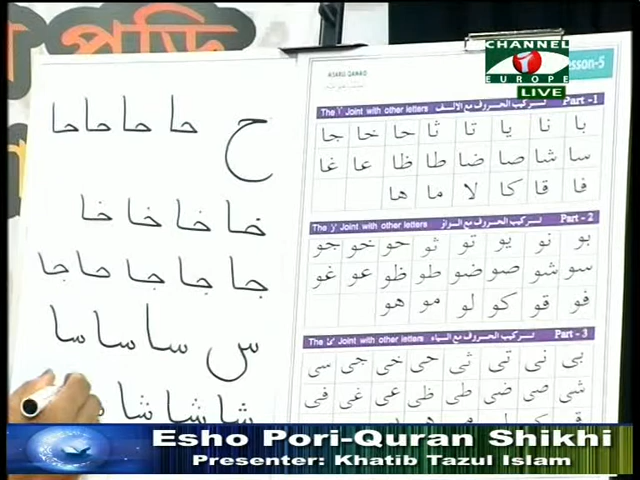 পড়ি
CHANNEL
EUROPE
LIVE
Lesson-5
ADABU QANAD
ح حا حا حا حا
خا خا خا خا
جا جا جا جا جا
س سا سا سا
شا شا شا
The 'ا' Joint with other letters تركيب الحروف مع الالف Part -1
با نا يا تا ثا حا خا جا
سا شا صا ضا طا ظا عا غا
فا قا كا لا ما ها
The 'و' Joint with other letters تركيب الحروف مع الواو Part -2
بو نو يو تو ثو حو خو جو
سو شو صو ضو طو ظو عو غو
فو قو كو لو مو هو
The 'ى' Joint with other letters تركيب الحروف مع الياء Part -3
بى نى تى ثى حى خى جى سى
شى صى ضى طى ظى عى غى فى
Esho Pori-Quran Shikhi
Presenter: Khatib Tazul Islam